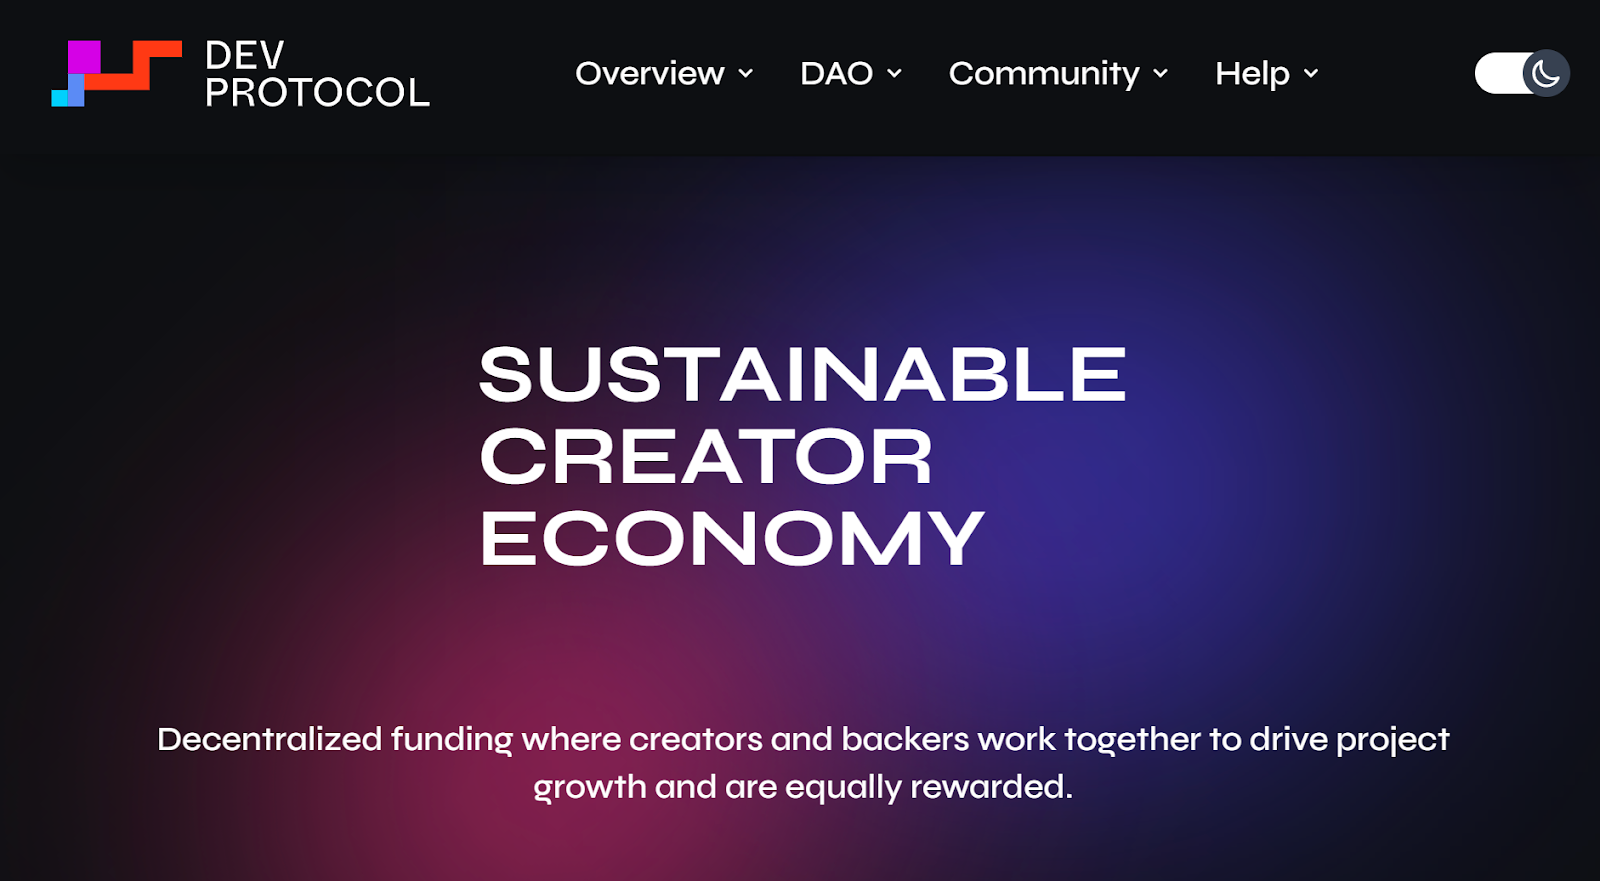 DEV
PROTOCOL
Overview
DAO
Community
Help
SUSTAINABLE
CREATOR
ECONOMY
Decentralized funding where creators and backers work together to drive project
growth and are equally rewarded.